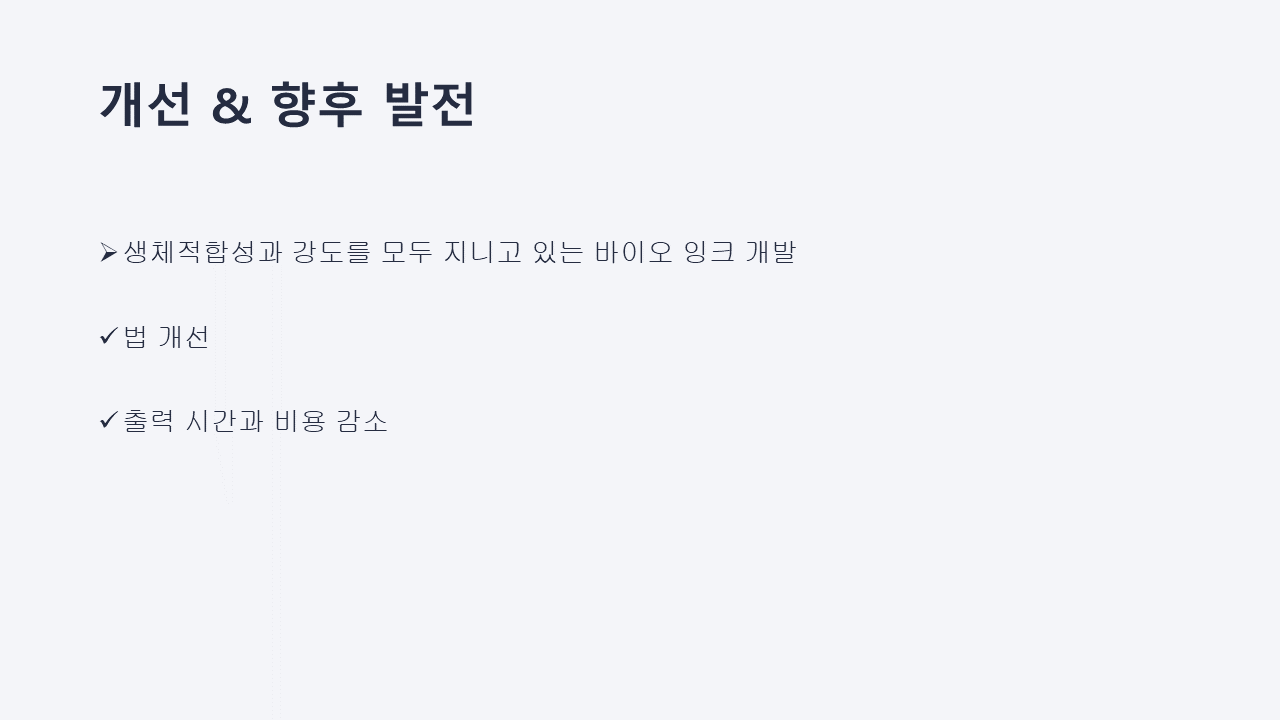 개선 & 향후 발전
➢생체적합성과 강도를 모두 지니고 있는 바이오 잉크 개발
✓법 개선
✓출력 시간과 비용 감소